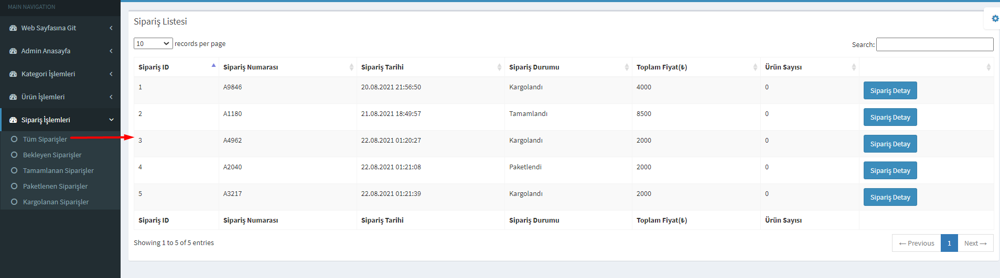 MAIN NAVIGATION
Web Sayfasına Git
Admin Anasayfa
Kategori İşlemleri
Ürün İşlemleri
Sipariş İşlemleri
Tüm Siparişler
Bekleyen Siparişler
Tamamlanan Siparişler
Paketlenen Siparişler
Kargolanan Siparişler
Sipariş Listesi
10 records per page Search:
Sipariş ID Sipariş Numarası Sipariş Tarihi Sipariş Durumu Toplam Fiyat(₺) Ürün Sayısı
1 A9846 20.08.2021 21:56:50 Kargolandı 4000 0 Sipariş Detay
2 A1180 21.08.2021 18:49:57 Tamamlandı 8500 0 Sipariş Detay
3 A4962 22.08.2021 01:20:27 Kargolandı 2000 0 Sipariş Detay
4 A2040 22.08.2021 01:21:08 Paketlendi 2000 0 Sipariş Detay
5 A3217 22.08.2021 01:21:39 Kargolandı 2000 0 Sipariş Detay
Sipariş ID Sipariş Numarası Sipariş Tarihi Sipariş Durumu Toplam Fiyat(₺) Ürün Sayısı
Showing 1 to 5 of 5 entries ← Previous 1 Next →